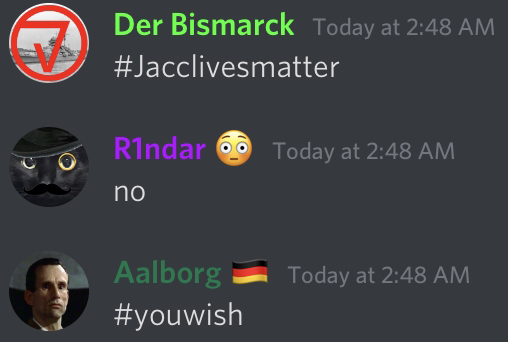 Der Bismarck Today at 2:48 AM
#Jacclivesmatter
R1ndar 😳 Today at 2:48 AM
no
Aalborg 🇩🇪 Today at 2:48 AM
#youwish